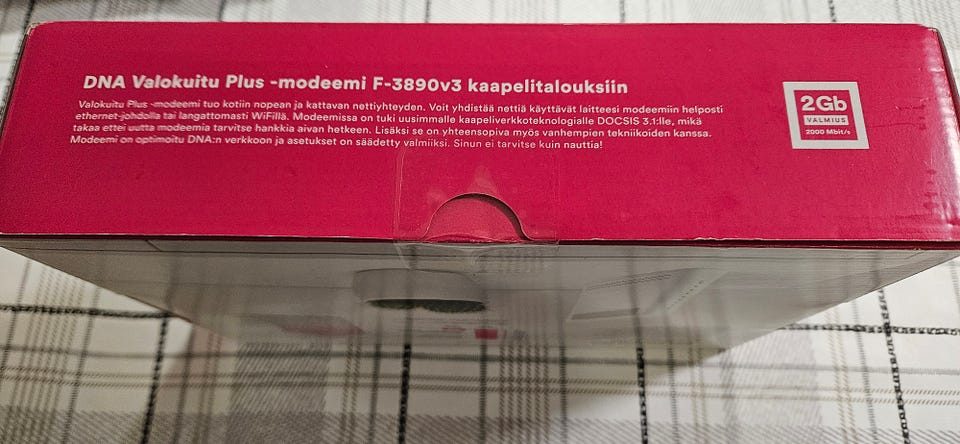 DNA Valokuitu Plus -modeemi F-3890v3 kaapelitalouksiin
Valokuitu Plus -modeemi tuo kotiin nopean ja kattavan nettiyhteyden. Voit yhdistää nettiä käyttävät laitteesi modeemiin helposti
ethernet-johdolla tai langattomasti WiFillä. Modeemissa on tuki uusimmalle kaapeliverkkoteknologialle DOCSIS 3.1:lle, mikä
takaa ettei uutta modeemia tarvitse hankkia aivan hetkeen. Lisäksi se on yhteensopiva myös vanhempien tekniikoiden kanssa.
Modeemi on optimoitu DNA:n verkkoon ja asetukset on säädetty valmiiksi. Sinun ei tarvitse kuin nauttia!
2Gb
VALMIUS
2000 Mbit/s